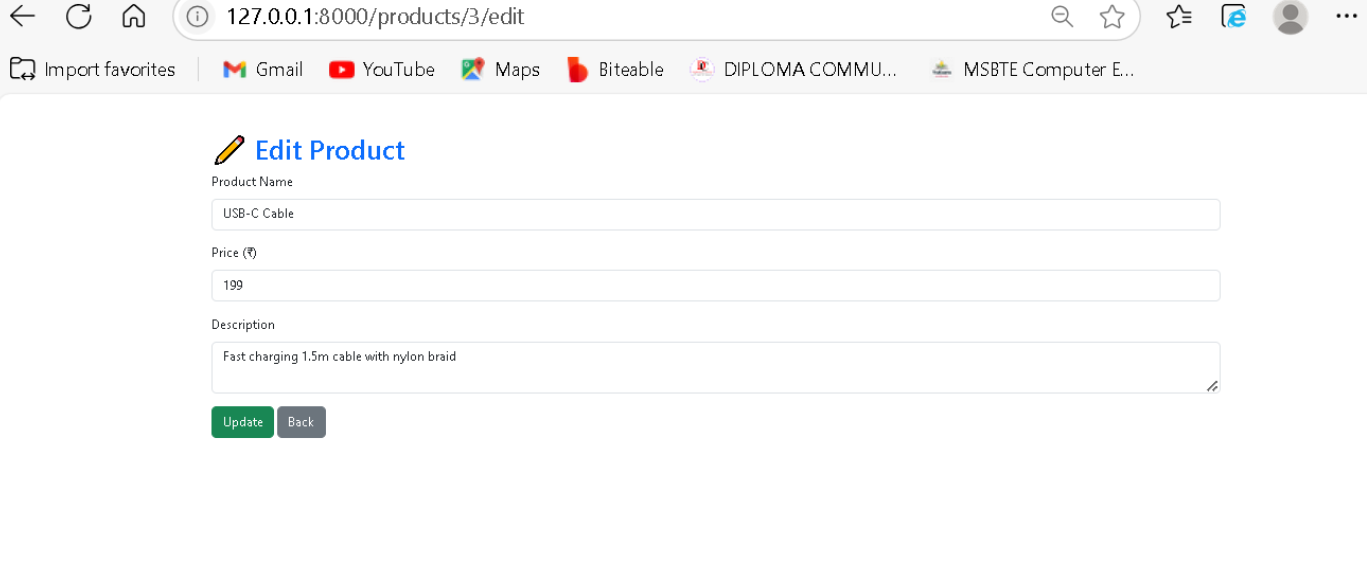 127.0.0.1:8000/products/3/edit
Import favorites Gmail YouTube Maps Biteable DIPLOMA COMMU... MSBTE Computer E...
Edit Product
Product Name
USB-C Cable
Price (₹)
199
Description
Fast charging 1.5m cable with nylon braid
Update Back